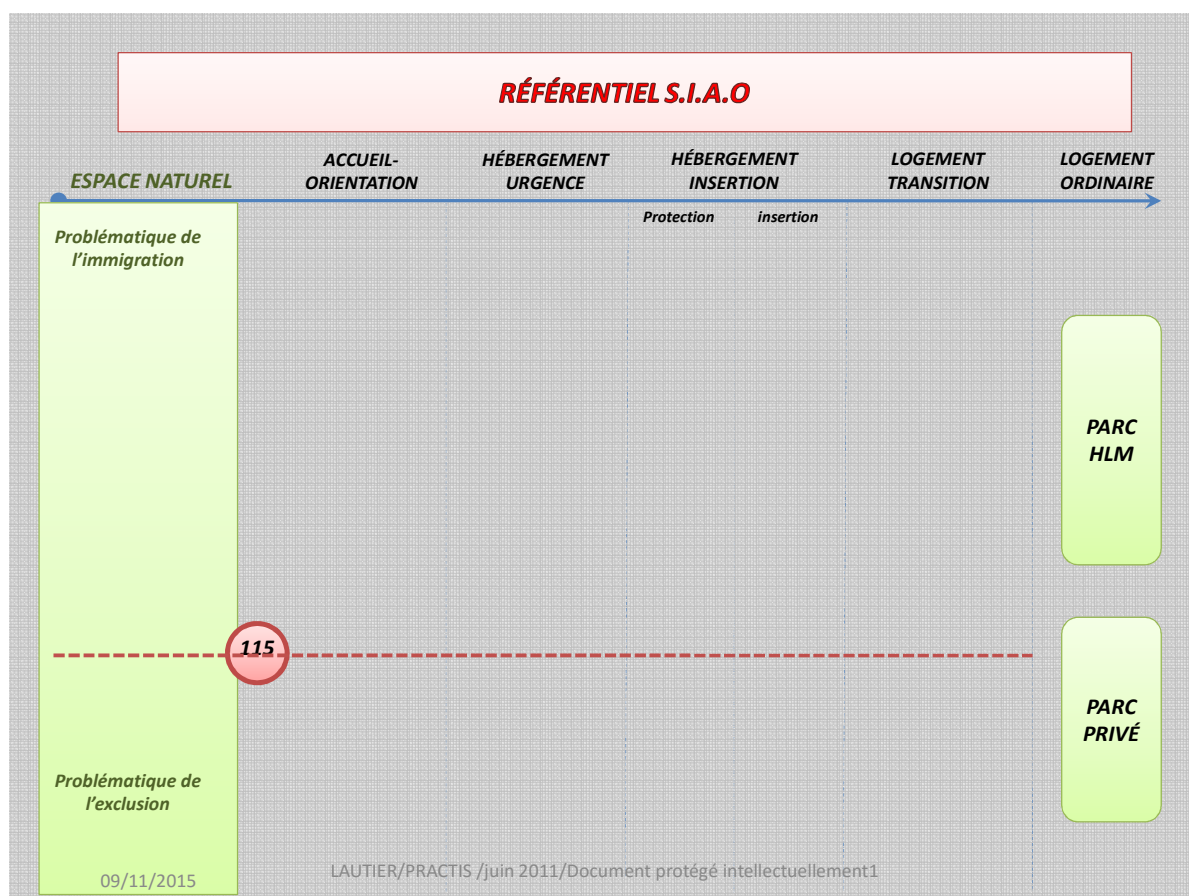 RÉFÉRENTIEL S.I.A.O
ESPACE NATUREL
ACCUEIL-
ORIENTATION
HÉBERGEMENT
URGENCE
HÉBERGEMENT
INSERTION
LOGEMENT
TRANSITION
LOGEMENT
ORDINAIRE
Protection insertion
Problématique de
l'immigration
PARC
HLM
115
PARC
PRIVÉ
Problématique de
l'exclusion
09/11/2015
LAUTIER/PRACTIS /juin 2011/Document protégé intellectuellement1